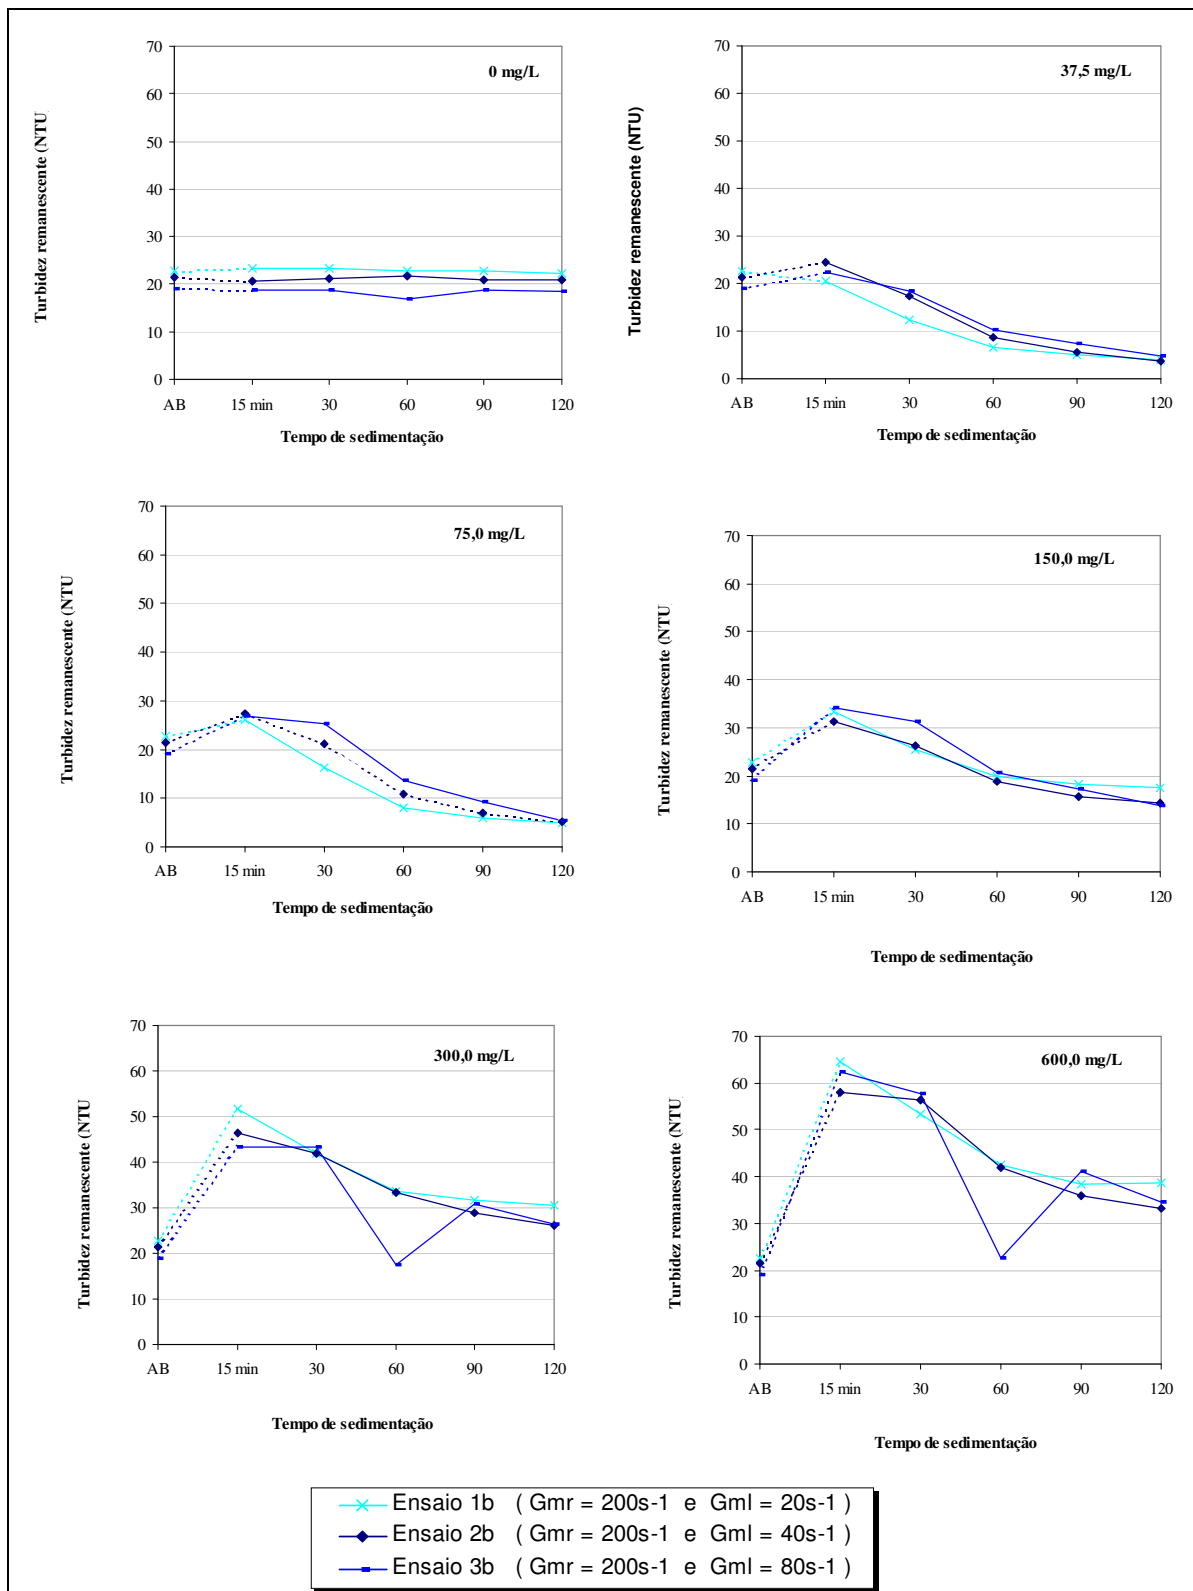 0 mg/L
Turbidez remanescente (NTU
70
60
50
40
30
20
10
0
AB 15 min 30 60 90 120
Tempo de sedimentação
37,5 mg/L
Turbidez remanescente (NTU)
70
60
50
40
30
20
10
0
AB 15 min 30 60 90 120
Tempo de sedimentação
75,0 mg/L
Turbidez remanescente (NTU
70
60
50
40
30
20
10
0
AB 15 min 30 60 90 120
Tempo de sedimentação
150,0 mg/L
Turbidez remanescente (NTU
70
60
50
40
30
20
10
0
AB 15 min 30 60 90 120
Tempo de sedimentação
300,0 mg/L
Turbidez remanescente (NTU
70
60
50
40
30
20
10
0
AB 15 min 30 60 90 120
Tempo de sedimentação
600,0 mg/L
Turbidez remanescente (NTU
70
60
50
40
30
20
10
0
AB 15 min 30 60 90 120
Tempo de sedimentação
Ensaio 1b ( Gmr = 200s-1 e Gml = 20s-1 )
Ensaio 2b ( Gmr = 200s-1 e Gml = 40s-1 )
Ensaio 3b ( Gmr = 200s-1 e Gml = 80s-1 )